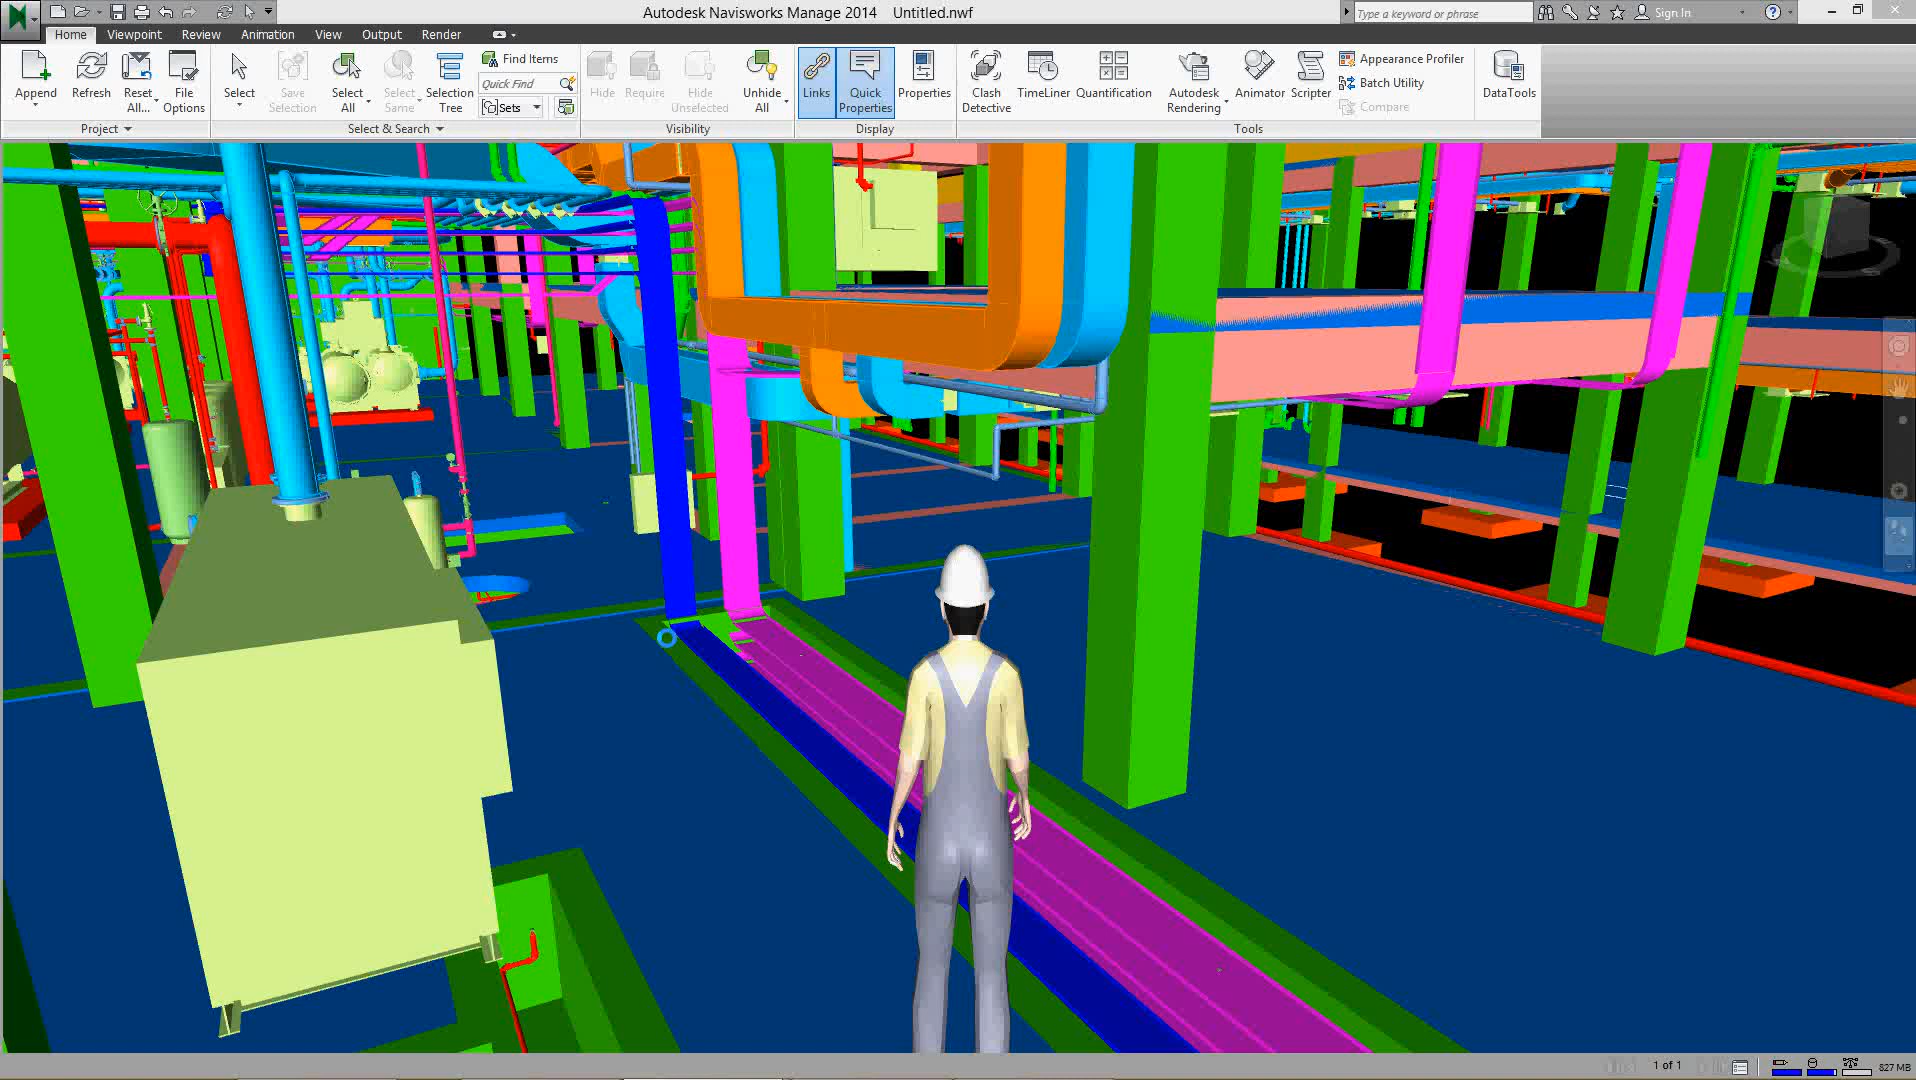 Autodesk Navisworks Manage 2014 Untitled.nwf
Type a keyword or phrase
Sign In
Home Viewpoint Review Animation View Output Render
Append
Refresh
Reset All...
File Options
Project
Select
Save Selection
Select All
Select Same
Selection Tree
Find Items
Quick Find
Sets
Select & Search
Hide
Require
Hide Unselected
Unhide All
Visibility
Links
Quick Properties
Properties
Display
Clash Detective
TimeLiner
Quantification
Autodesk Rendering
Animator
Scripter
Appearance Profiler
Batch Utility
Compare
Tools
DataTools
1 of 1
827 MB